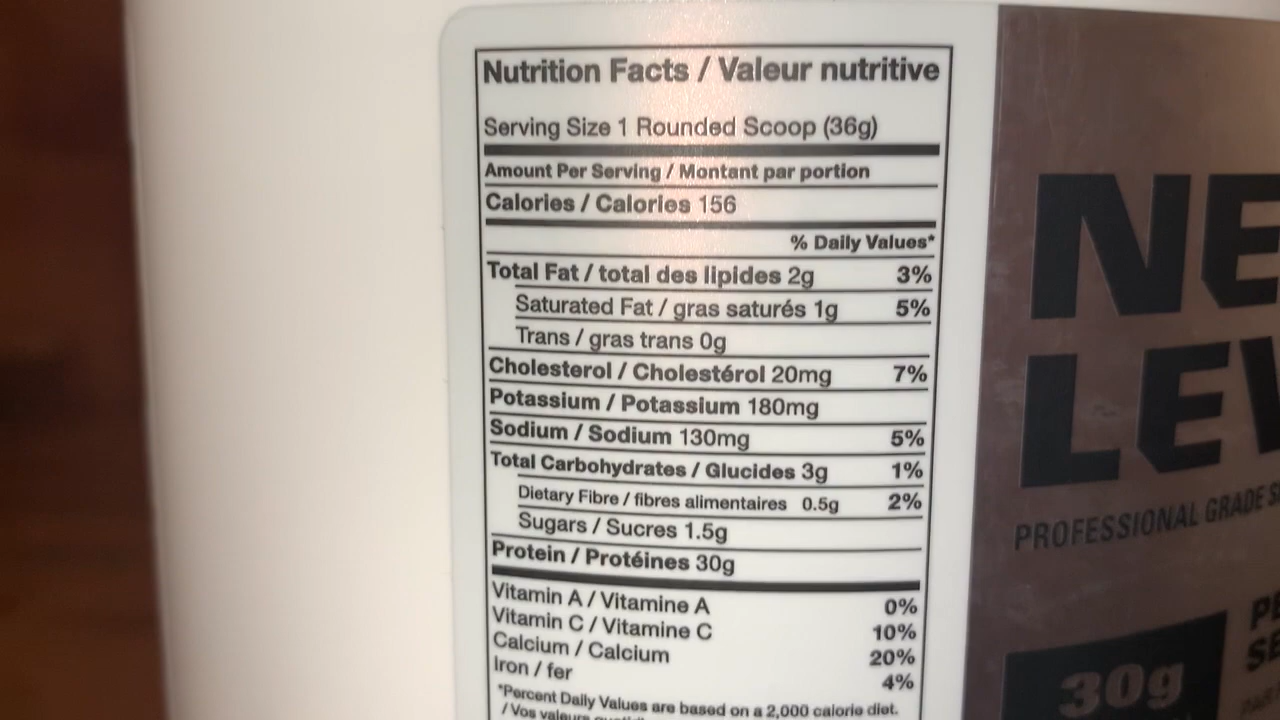 Nutrition Facts / Valeur nutritive
Serving Size 1 Rounded Scoop (36g)
Amount Per Serving / Montant par portion
Calories / Calories 156
% Daily Values*
Total Fat / total des lipides 2g 3%
Saturated Fat / gras saturés 1g 5%
Trans / gras trans 0g
Cholesterol / Cholestérol 20mg 7%
Potassium / Potassium 180mg
Sodium / Sodium 130mg 5%
Total Carbohydrates / Glucides 3g 1%
Dietary Fibre / fibres alimentaires 0.5g 2%
Sugars / Sucres 1.5g
Protein / Protéines 30g
Vitamin A / Vitamine A 0%
Vitamin C / Vitamine C 10%
Calcium / Calcium 20%
Iron / fer 4%
*Percent Daily Values are based on a 2,000 calorie diet.
/ Vos valeurs
NE
LEV
PROFESSIONAL GRADE
30g